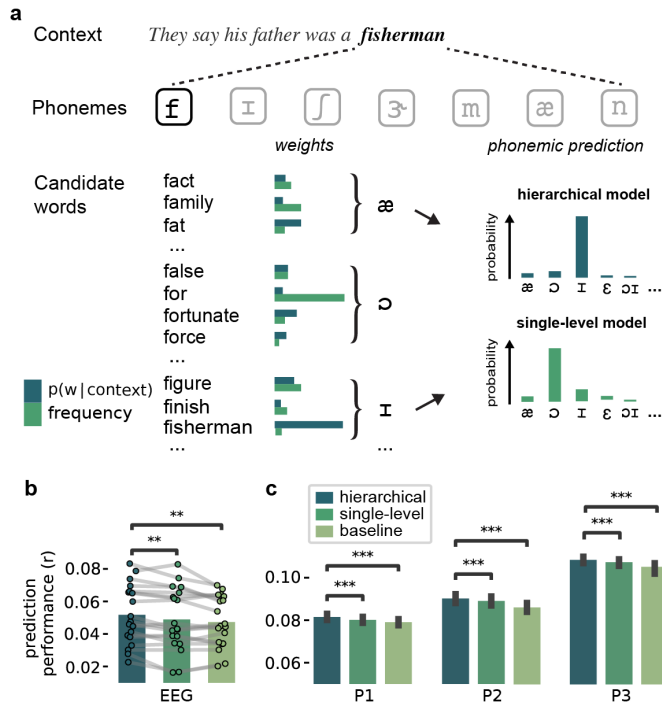 a
Context They say his father was a fisherman
Phonemes f ɪ ʃ ɝ m æ n
weights phonemic prediction
Candidate words
fact
family
fat
...
æ
false
for
fortunate
force
...
ɔ
p(w|context)
frequency
figure
finish
fisherman
...
ɪ
...
hierarchical model
probability
æ ɔ ɪ ɛ ɔɪ ...
single-level model
probability
æ ɔ ɪ ɛ ɔɪ ...
b
** 
**
prediction performance (r)
0.08
0.06
0.04
0.02
EEG
c
hierarchical
single-level
baseline
*** ***
*** ***
*** ***
0.10
0.08
0.06
P1 P2 P3